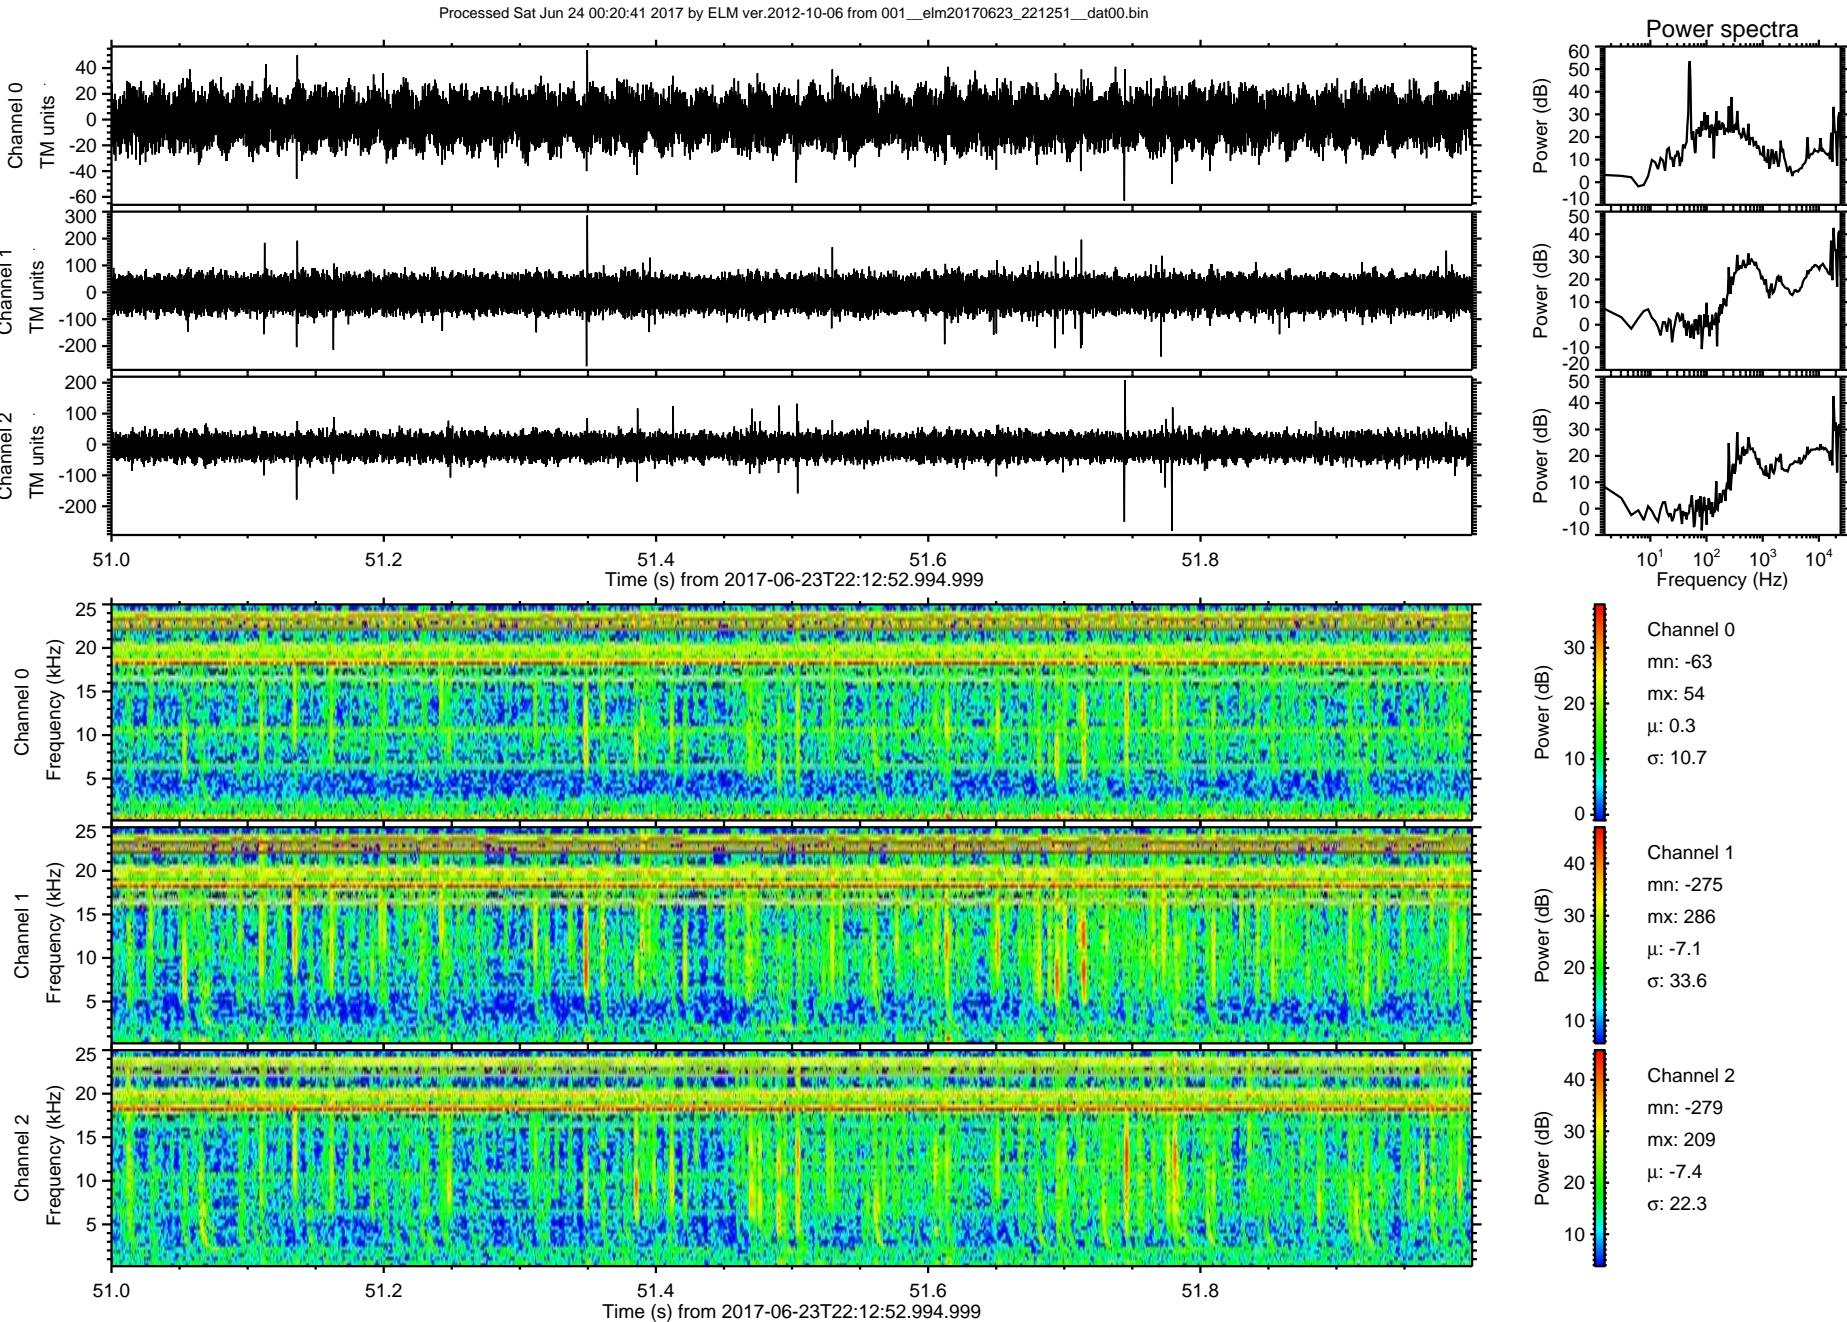 Processed Sat Jun 24 00:20:41 2017 by ELM ver.2012-10-06 from 001__elm20170623_221251__dat00.bin
Power spectra
Channel 0
TM units
40
20
0
-20
-40
-60
Power (dB)
60
50
40
30
20
10
0
-10
Channel 1
TM units
300
200
100
0
-100
-200
Power (dB)
50
40
30
20
10
0
-10
-20
Channel 2
TM units
200
100
0
-100
-200
Power (dB)
50
40
30
20
10
0
-10
51.0 51.2 51.4 51.6 51.8
Time (s) from 2017-06-23T22:12:52.994.999
10^1 10^2 10^3 10^4
Frequency (Hz)
Channel 0
Frequency (kHz)
25
20
15
10
5
Power (dB)
30
20
10
0
Channel 0
mn: -63
mx: 54
μ: 0.3
σ: 10.7
Channel 1
Frequency (kHz)
25
20
15
10
5
Power (dB)
40
30
20
10
Channel 1
mn: -275
mx: 286
μ: -7.1
σ: 33.6
Channel 2
Frequency (kHz)
25
20
15
10
5
Power (dB)
40
30
20
10
Channel 2
mn: -279
mx: 209
μ: -7.4
σ: 22.3
51.0 51.2 51.4 51.6 51.8
Time (s) from 2017-06-23T22:12:52.994.999